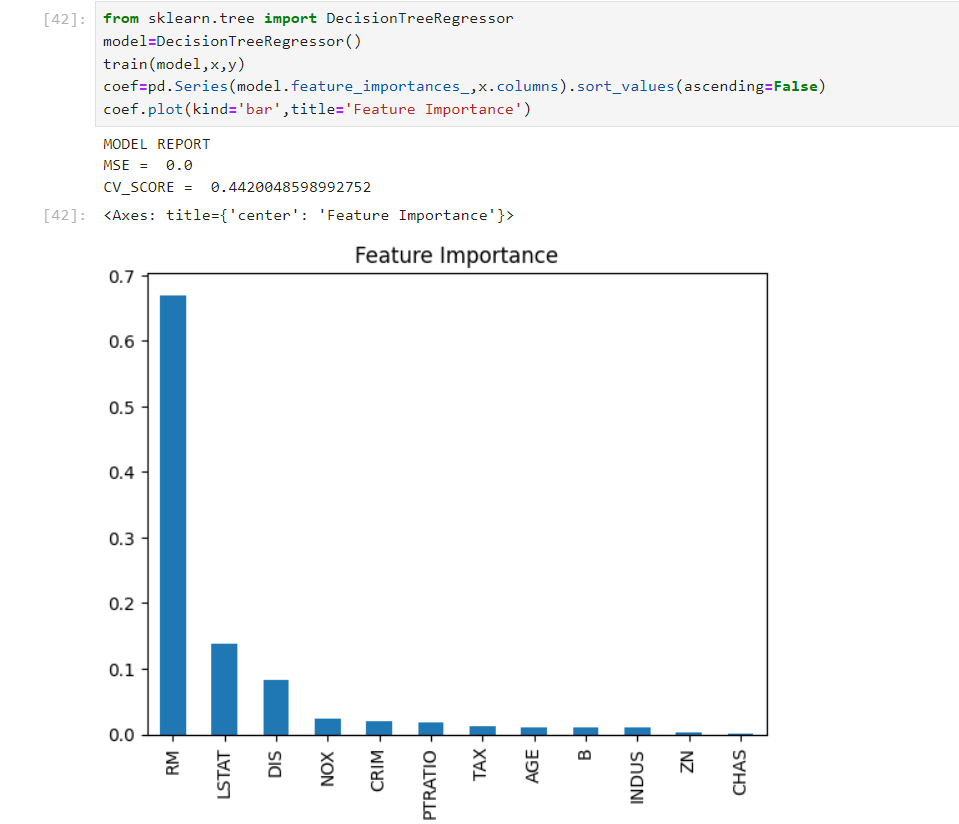 [42]: from sklearn.tree import DecisionTreeRegressor
model=DecisionTreeRegressor()
train(model,x,y)
coef=pd.Series(model.feature_importances_,x.columns).sort_values(ascending=False)
coef.plot(kind='bar',title='Feature Importance')
MODEL REPORT
MSE =  0.0
CV_SCORE =  0.4420048598992752
[42]: <Axes: title={'center': 'Feature Importance'}>
Feature Importance
0.7
0.6
0.5
0.4
0.3
0.2
0.1
0.0
RM
LSTAT
DIS
NOX
CRIM
PTRATIO
TAX
AGE
B
INDUS
ZN
CHAS